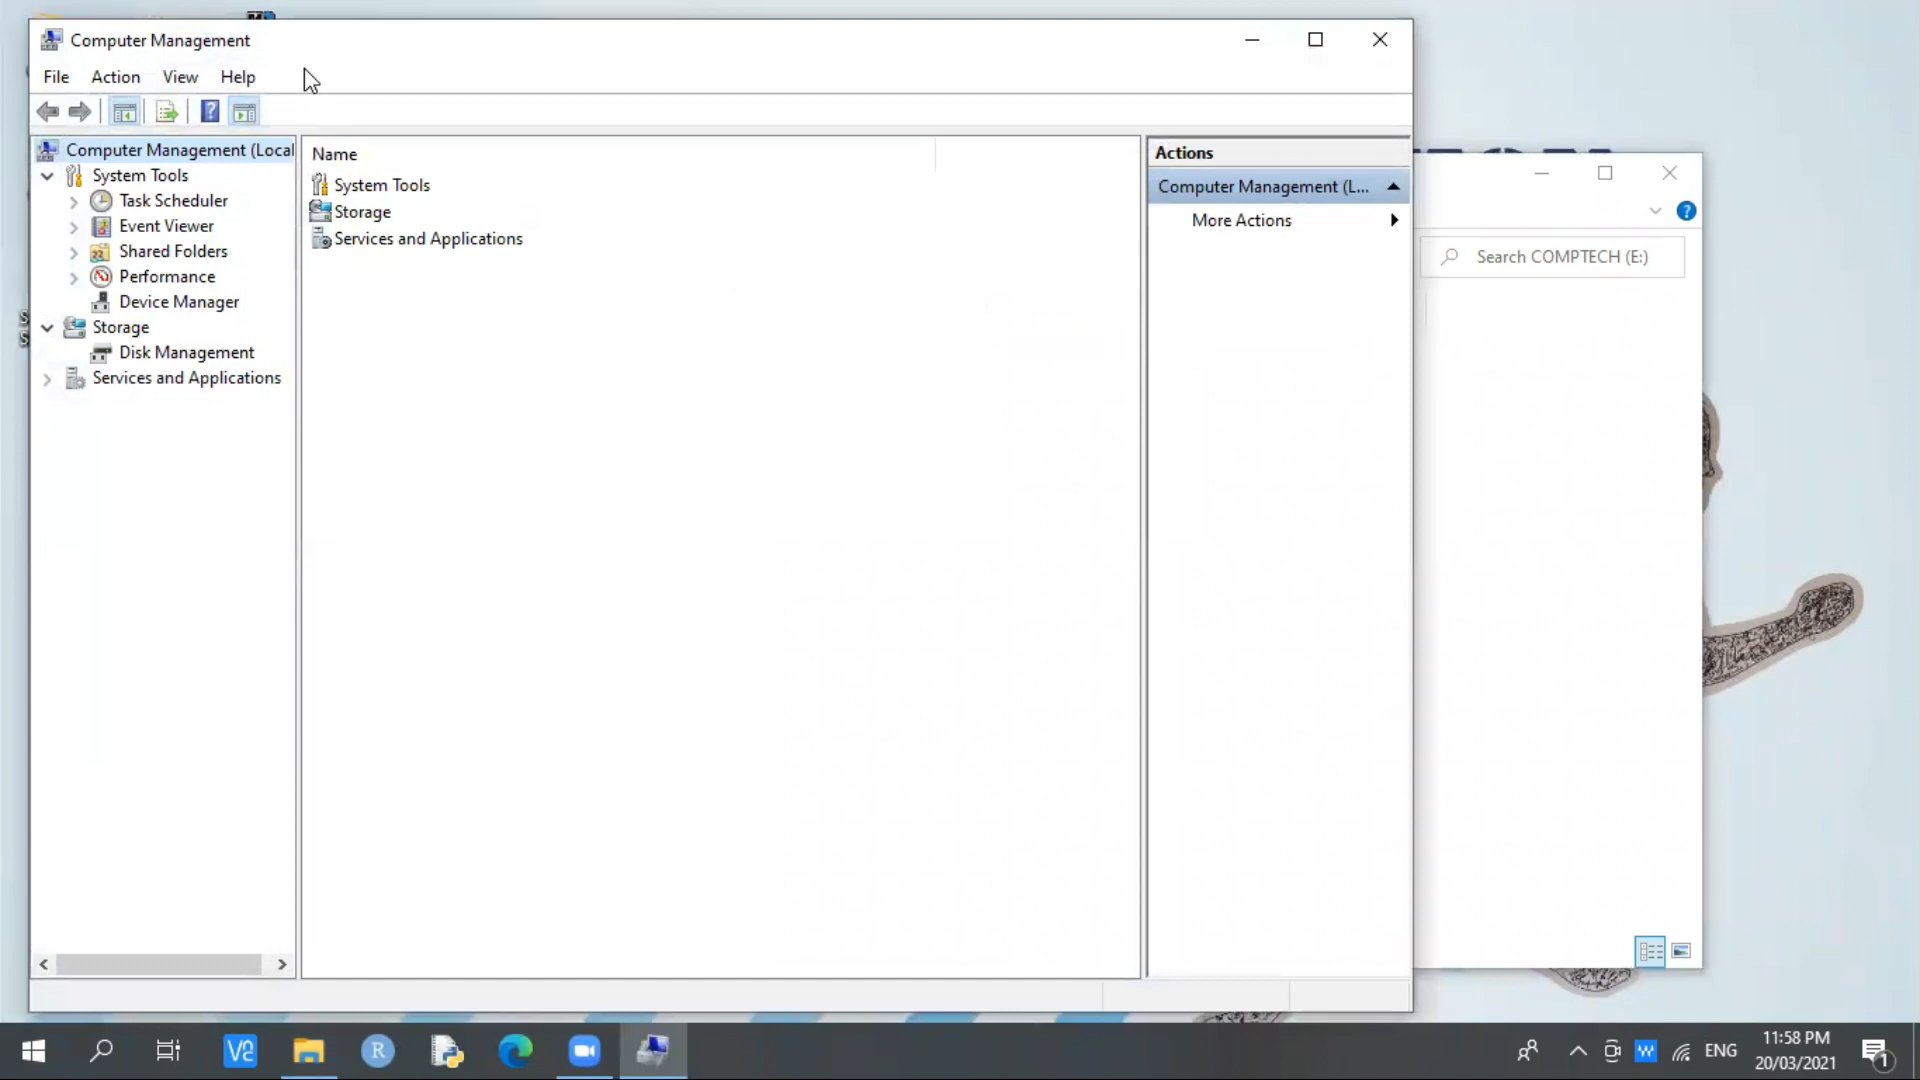 Computer Management
File Action View Help
Computer Management (Local
System Tools
Task Scheduler
Event Viewer
Shared Folders
Performance
Device Manager
Storage
Disk Management
Services and Applications
Name
System Tools
Storage
Services and Applications
Actions
Computer Management (L...
More Actions
Search COMPTECH (E:)
R
W
ENG
11:58 PM
20/03/2021
1